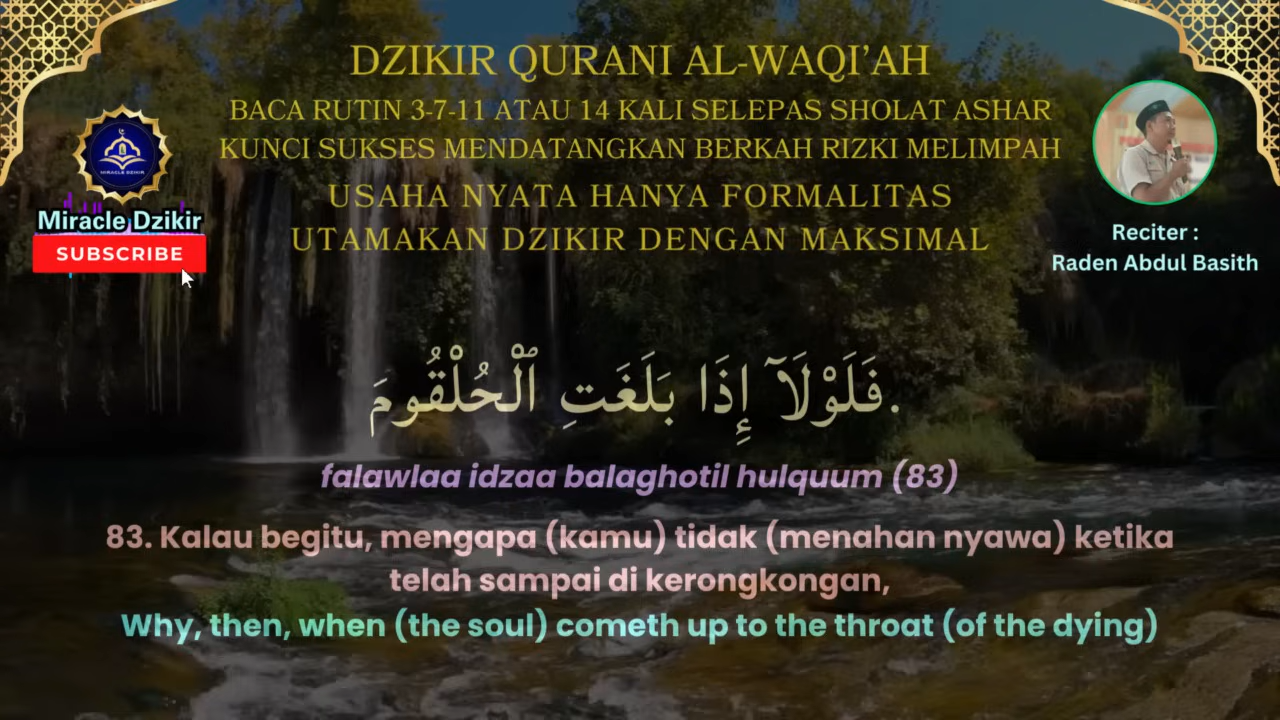 DZIKIR QURANI AL-WAQI'AH
BACA RUTIN 3-7-11 ATAU 14 KALI SELEPAS SHOLAT ASHAR
KUNCI SUKSES MENDATANGKAN BERKAH RIZKI MELIMPAH
USAHA NYATA HANYA FORMALITAS
UTAMAKAN DZIKIR DENGAN MAKSIMAL
MIRACLE DZIKIR
Miracle Dzikir
SUBSCRIBE
Reciter :
Raden Abdul Basith
فَلَوْلَآ إِذَا بَلَغَتِ ٱلْحُلْقُومَ.
falawlaa idzaa balaghotil hulquum (83)
83. Kalau begitu, mengapa (kamu) tidak (menahan nyawa) ketika
telah sampai di kerongkongan,
Why, then, when (the soul) cometh up to the throat (of the dying)